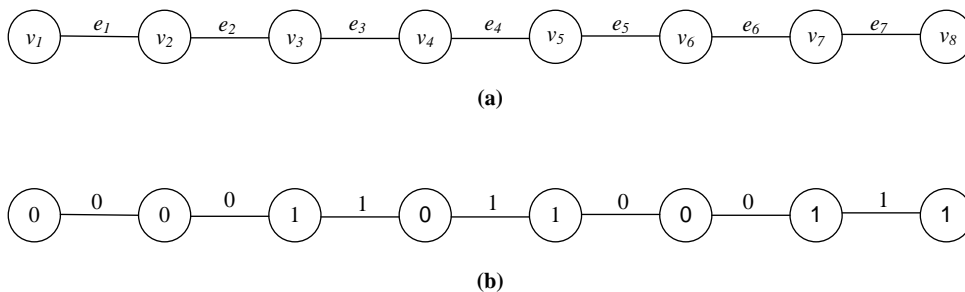 e₁ e₂ e₃ e₄ e₅ e₆ e₇
v₁ v₂ v₃ v₄ v₅ v₆ v₇ v₈
(a)
0 0 1 1 0 0 1
0 0 1 0 1 0 1 1
(b)